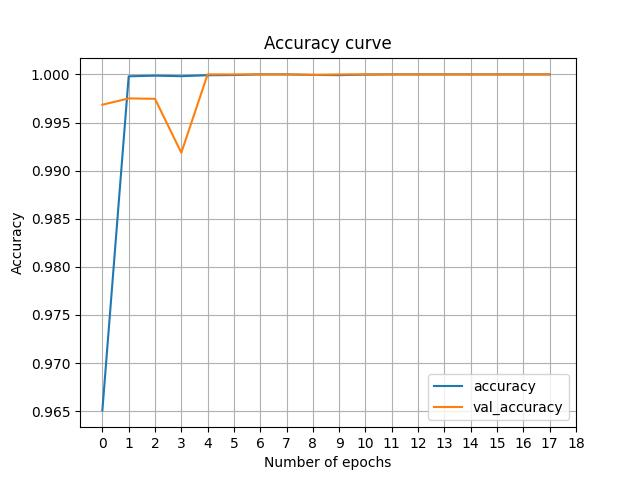 Accuracy curve
1.000
0.995
0.990
0.985
0.980
0.975
0.970
0.965
Accuracy
accuracy
val_accuracy
0 1 2 3 4 5 6 7 8 9 10 11 12 13 14 15 16 17 18
Number of epochs